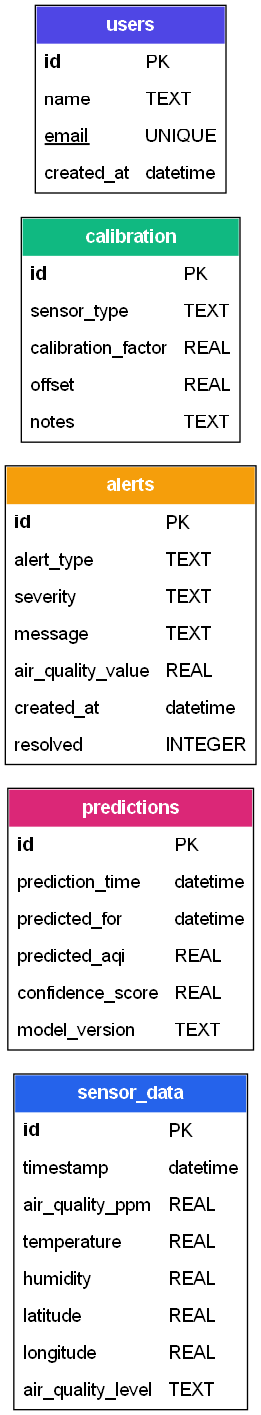 users
id PK
name TEXT
email UNIQUE
created_at datetime
calibration
id PK
sensor_type TEXT
calibration_factor REAL
offset REAL
notes TEXT
alerts
id PK
alert_type TEXT
severity TEXT
message TEXT
air_quality_value REAL
created_at datetime
resolved INTEGER
predictions
id PK
prediction_time datetime
predicted_for datetime
predicted_aqi REAL
confidence_score REAL
model_version TEXT
sensor_data
id PK
timestamp datetime
air_quality_ppm REAL
temperature REAL
humidity REAL
latitude REAL
longitude REAL
air_quality_level TEXT